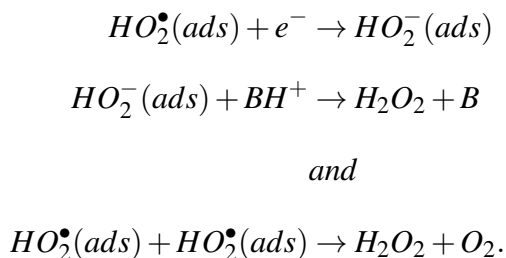 HO₂•(ads) + e⁻ → HO₂⁻(ads)
HO₂⁻(ads) + BH⁺ → H₂O₂ + B
and
HO₂•(ads) + HO₂•(ads) → H₂O₂ + O₂.